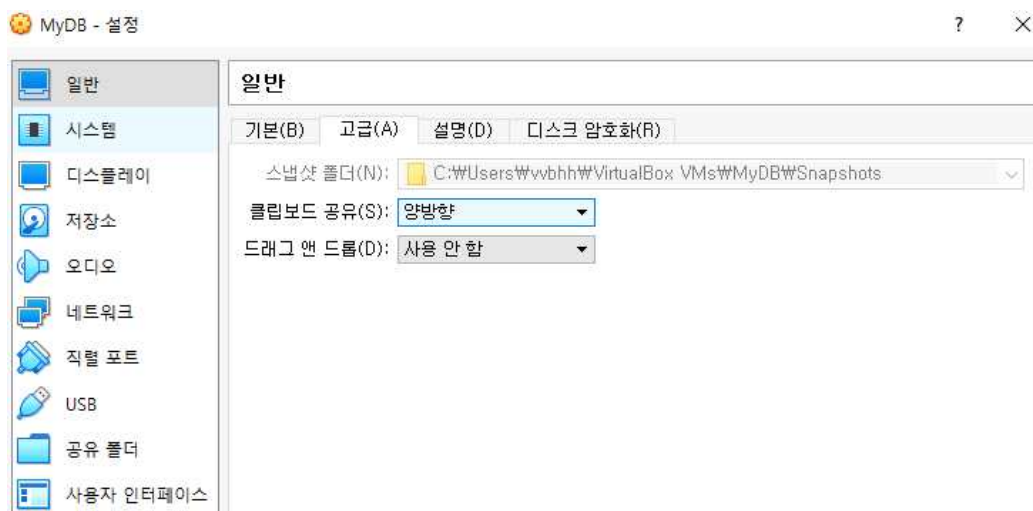 MyDB - 설정
? ×
일반
시스템
디스플레이
저장소
오디오
네트워크
직렬 포트
USB
공유 폴더
사용자 인터페이스
일반
기본(B) 고급(A) 설명(D) 디스크 암호화(R)
스냅샷 폴더(N): C:₩Users₩vvbhh₩VirtualBox VMs₩MyDB₩Snapshots
클립보드 공유(S): 양방향
드래그 앤 드롭(D): 사용 안 함